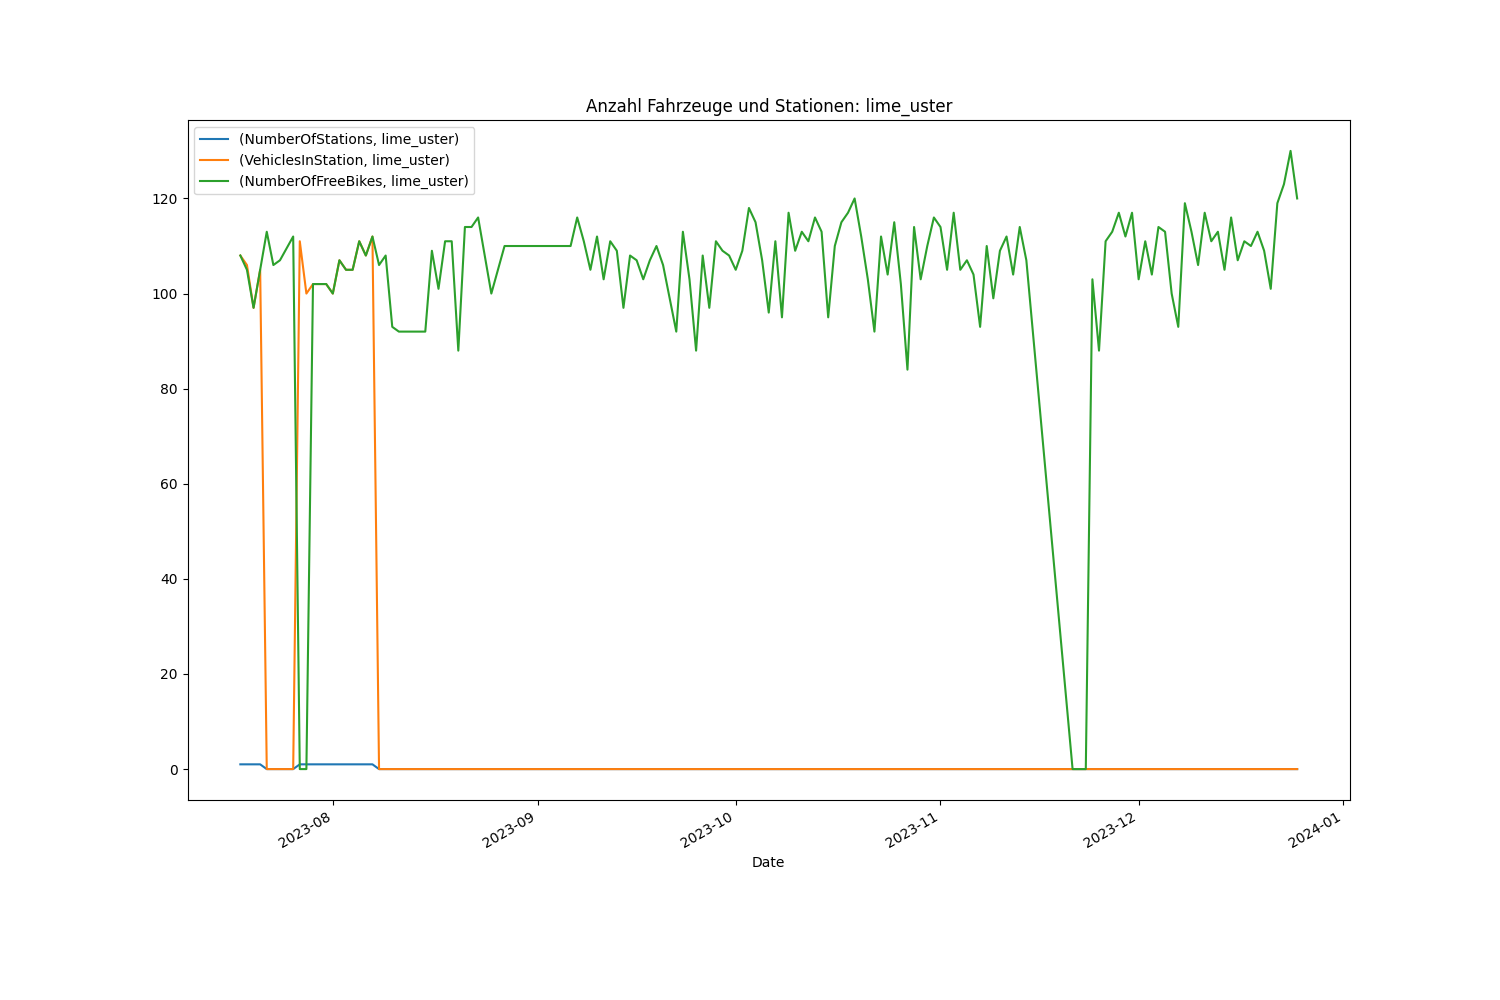 Anzahl Fahrzeuge und Stationen: lime_uster
(NumberOfStations, lime_uster)
(VehiclesInStation, lime_uster)
(NumberOfFreeBikes, lime_uster)
120
100
80
60
40
20
0
2023-08
2023-09
2023-10
2023-11
2023-12
2024-01
Date